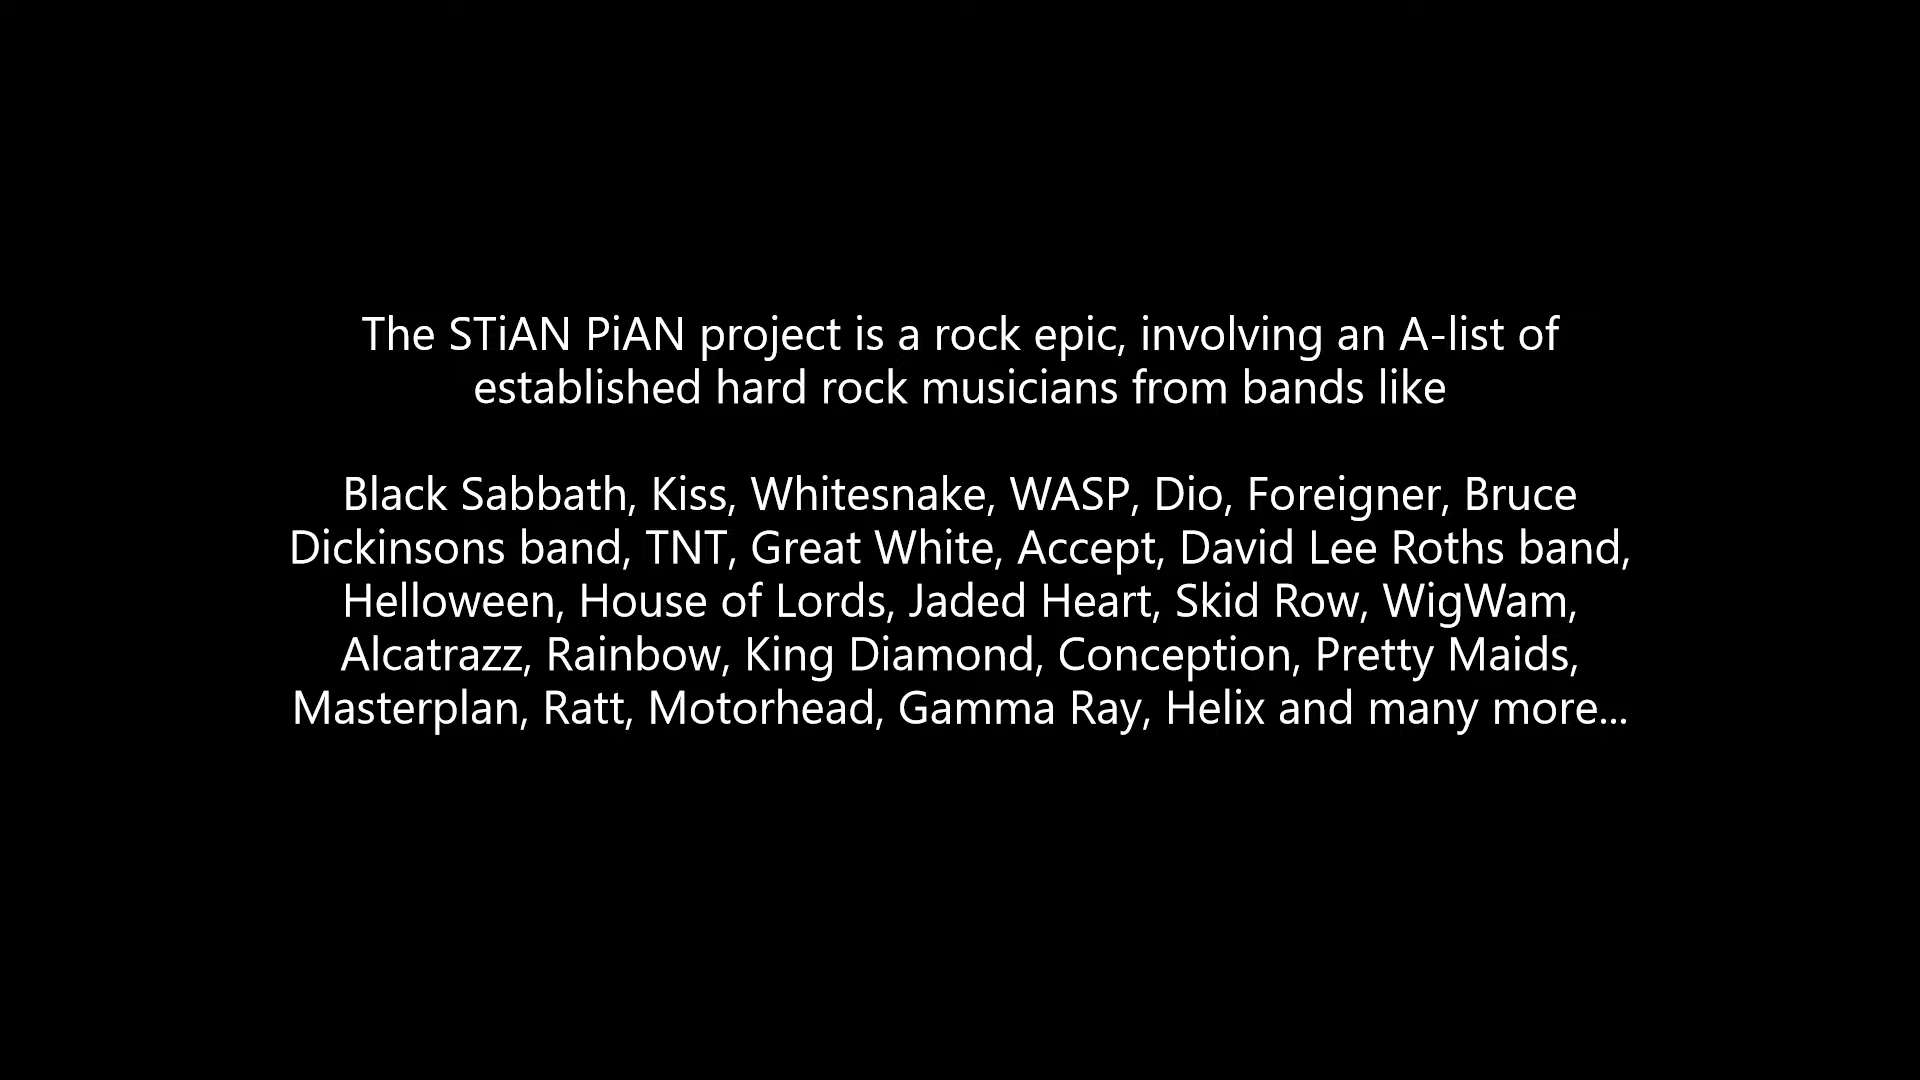 The STiAN PiAN project is a rock epic, involving an A-list of
established hard rock musicians from bands like
Black Sabbath, Kiss, Whitesnake, WASP, Dio, Foreigner, Bruce
Dickinsons band, TNT, Great White, Accept, David Lee Roths band,
Helloween, House of Lords, Jaded Heart, Skid Row, WigWam,
Alcatrazz, Rainbow, King Diamond, Conception, Pretty Maids,
Masterplan, Ratt, Motorhead, Gamma Ray, Helix and many more...